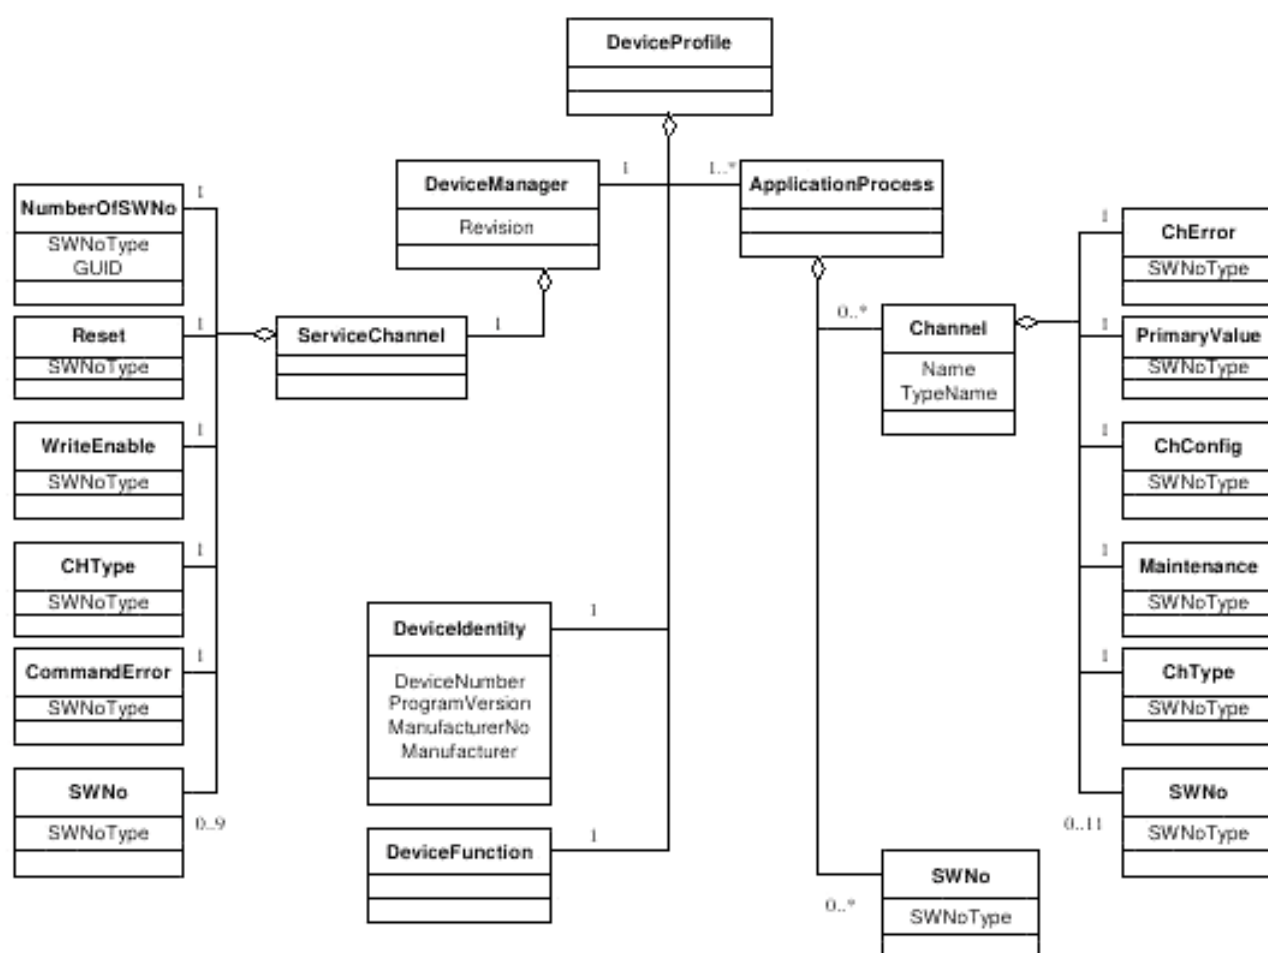 DeviceProfile
DeviceManager
Revision
1
1..*
ApplicationProcess
NumberOfSWNo
SWNoType
GUID
1
Reset
SWNoType
1
ServiceChannel
1
WriteEnable
SWNoType
1
CHType
SWNoType
1
CommandError
SWNoType
1
SWNo
SWNoType
0..9
DeviceIdentity
DeviceNumber
ProgramVersion
ManufacturerNo
Manufacturer
1
DeviceFunction
1
0..*
Channel
Name
TypeName
1
ChError
SWNoType
1
PrimaryValue
SWNoType
1
ChConfig
SWNoType
1
Maintenance
SWNoType
1
ChType
SWNoType
0..11
SWNo
SWNoType
0..*
SWNo
SWNoType